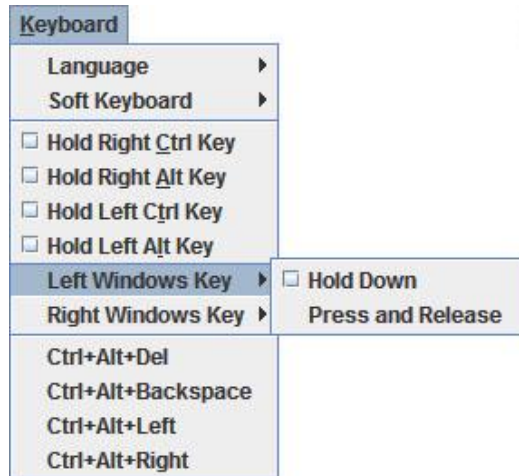 Keyboard
Language
Soft Keyboard
Hold Right Ctrl Key
Hold Right Alt Key
Hold Left Ctrl Key
Hold Left Alt Key
Left Windows Key
Hold Down
Right Windows Key
Press and Release
Ctrl+Alt+Del
Ctrl+Alt+Backspace
Ctrl+Alt+Left
Ctrl+Alt+Right